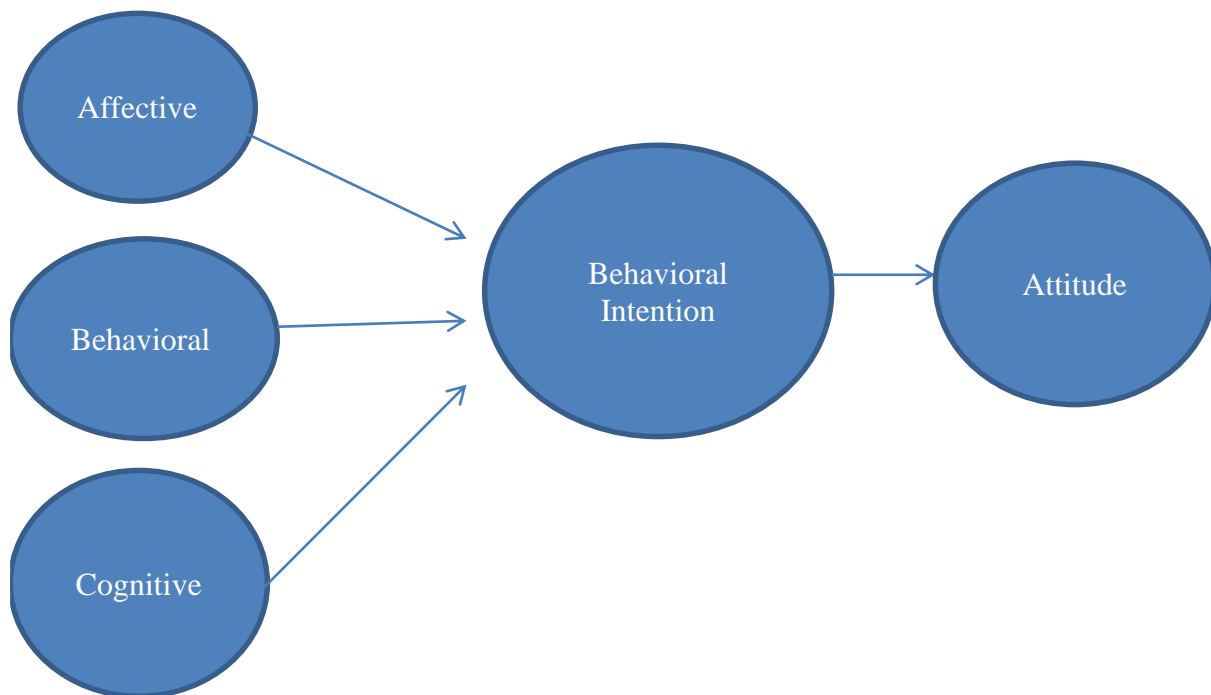 Affective
Behavioral
Cognitive
Behavioral
Intention
Attitude